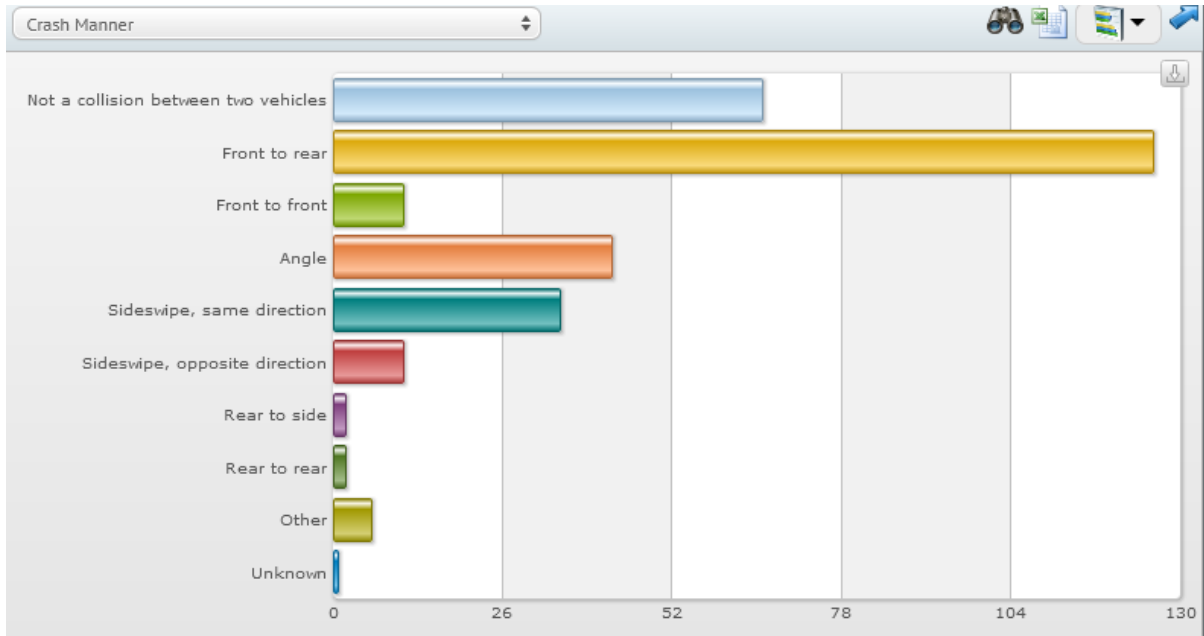 Crash Manner
Not a collision between two vehicles
Front to rear
Front to front
Angle
Sideswipe, same direction
Sideswipe, opposite direction
Rear to side
Rear to rear
Other
Unknown
0 26 52 78 104 130